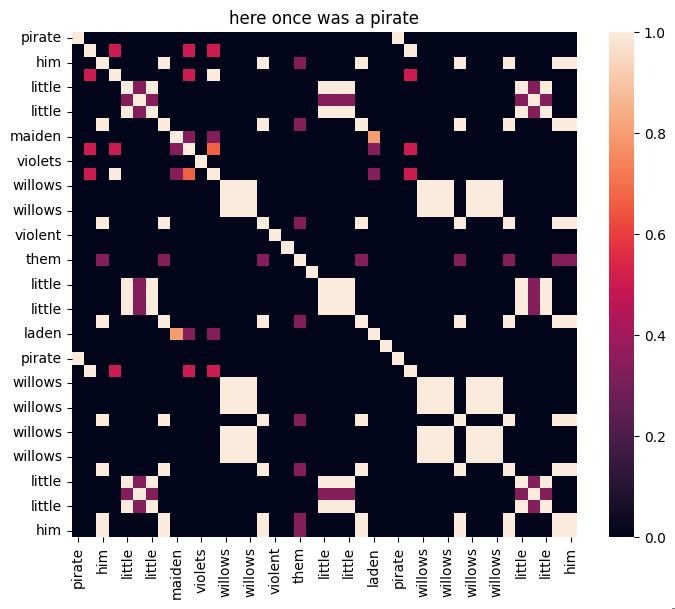 here once was a pirate
pirate
him
little
little
maiden
violets
willows
willows
violent
them
little
little
laden
pirate
willows
willows
willows
willows
little
little
him
1.0
0.8
0.6
0.4
0.2
0.0
pirate him little little maiden violets willows willows violent them little little laden pirate willows willows willows willows little little him